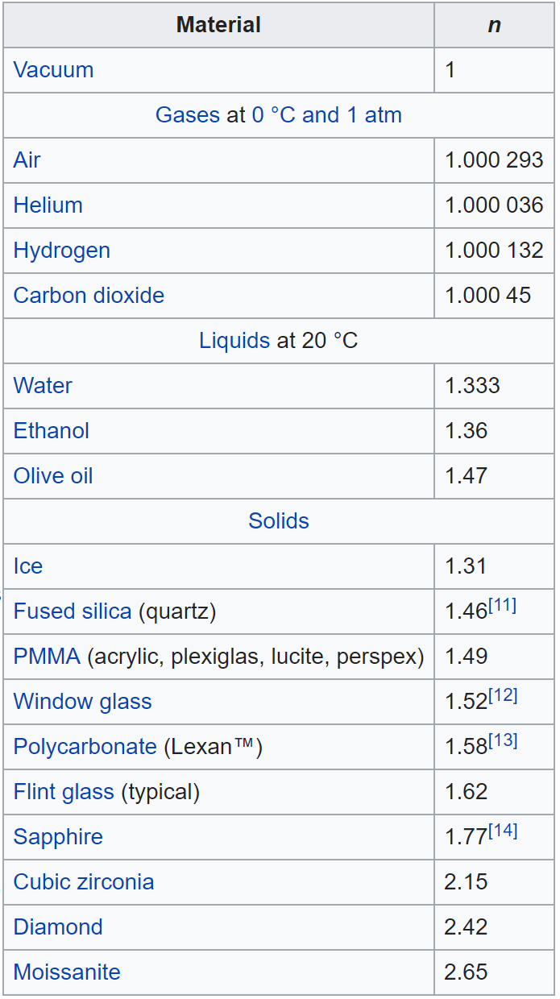 Material n
Vacuum 1
Gases at 0 °C and 1 atm
Air 1.000 293
Helium 1.000 036
Hydrogen 1.000 132
Carbon dioxide 1.000 45
Liquids at 20 °C
Water 1.333
Ethanol 1.36
Olive oil 1.47
Solids
Ice 1.31
Fused silica (quartz) 1.46[11]
PMMA (acrylic, plexiglas, lucite, perspex) 1.49
Window glass 1.52[12]
Polycarbonate (Lexan™) 1.58[13]
Flint glass (typical) 1.62
Sapphire 1.77[14]
Cubic zirconia 2.15
Diamond 2.42
Moissanite 2.65